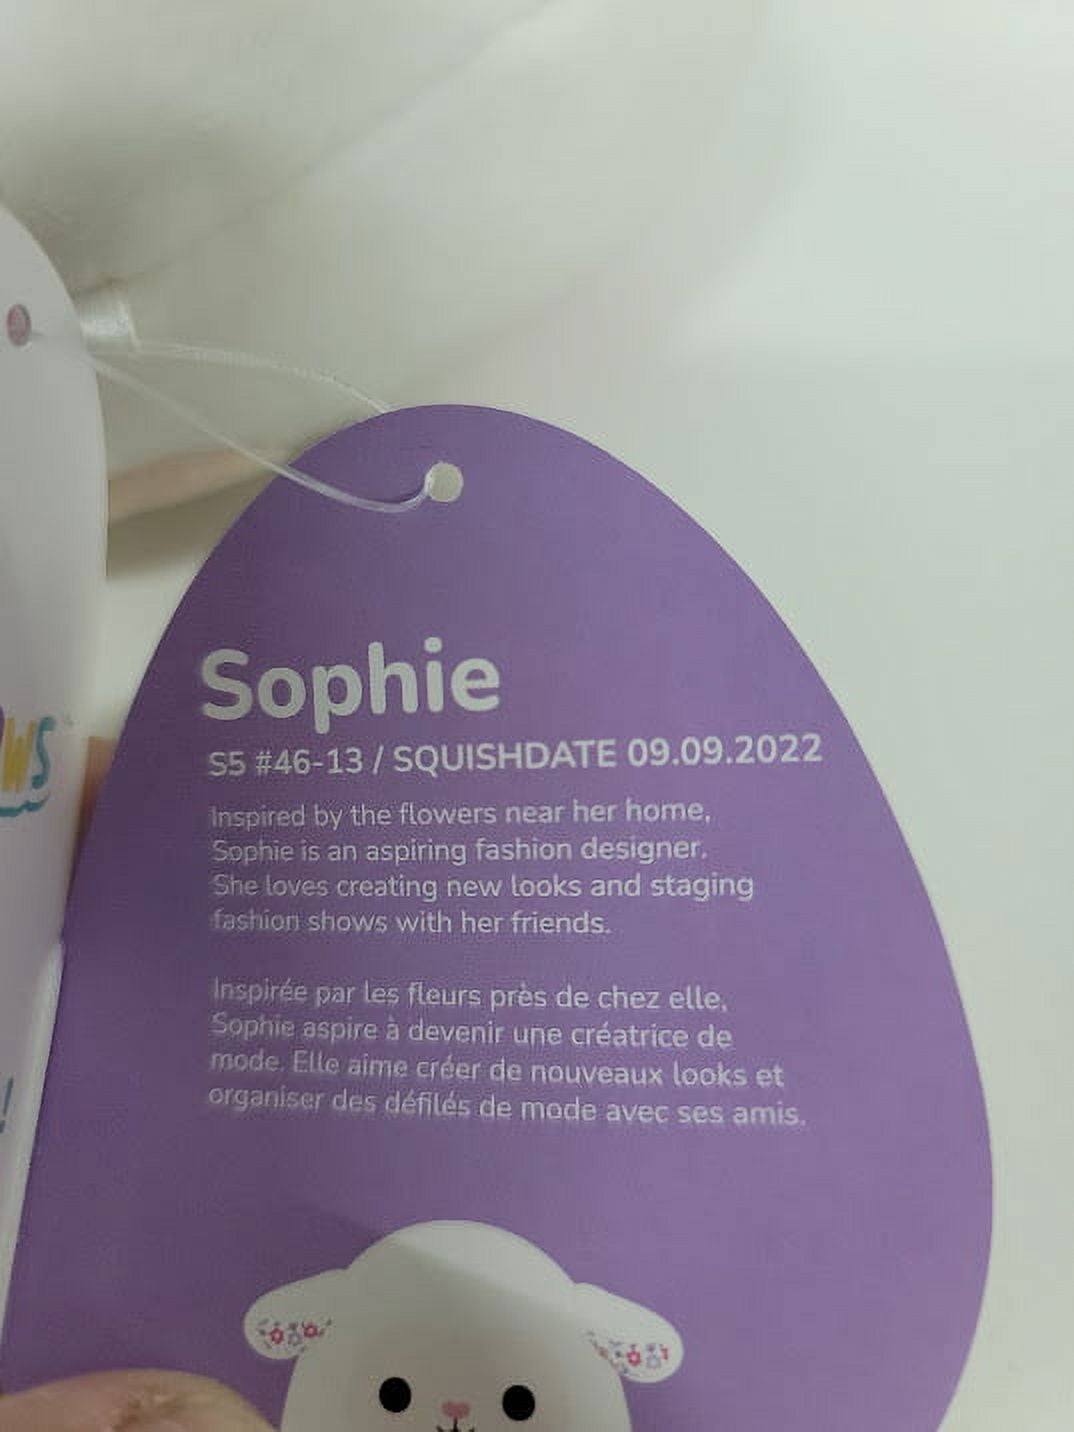 Sophie
S5 #46-13 / SQUISHDATE 09.09.2022
Inspired by the flowers near her home,
Sophie is an aspiring fashion designer.
She loves creating new looks and staging
fashion shows with her friends.
Inspirée par les fleurs près de chez elle,
Sophie aspire à devenir une créatrice de
mode. Elle aime créer de nouveaux looks et
organiser des défilés de mode avec ses amis.